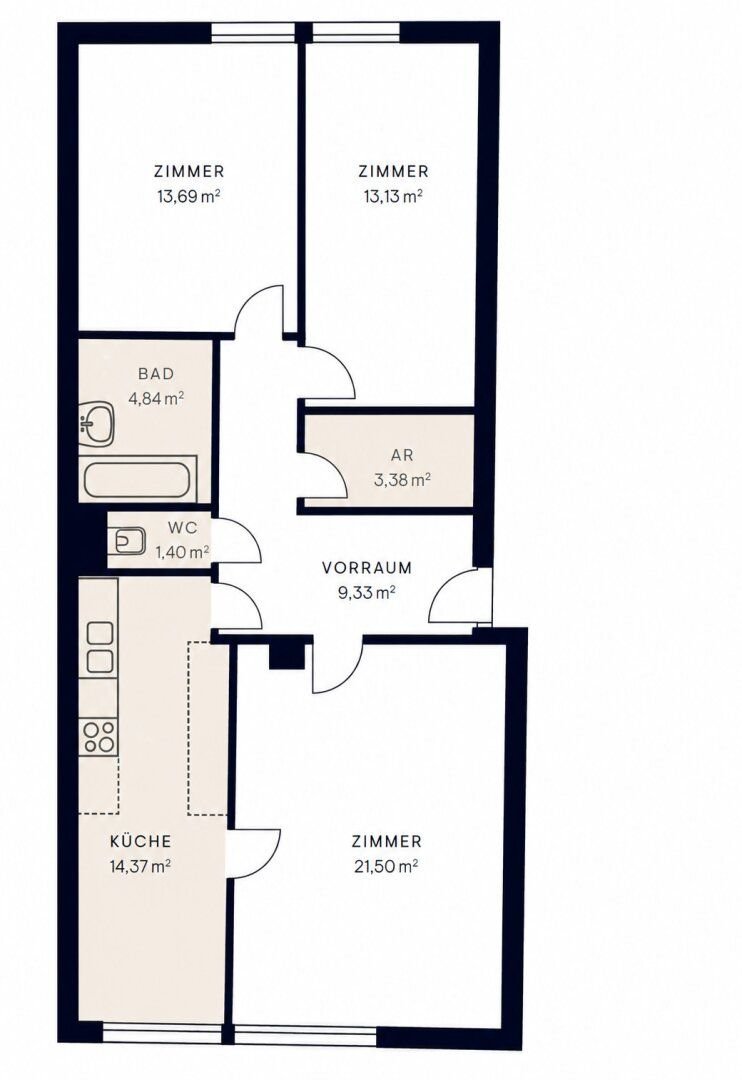 ZIMMER
13,69 m²
ZIMMER
13,13 m²
BAD
4,84 m²
AR
3,38 m²
WC
1,40 m²
VORRAUM
9,33 m²
KÜCHE
14,37 m²
ZIMMER
21,50 m²